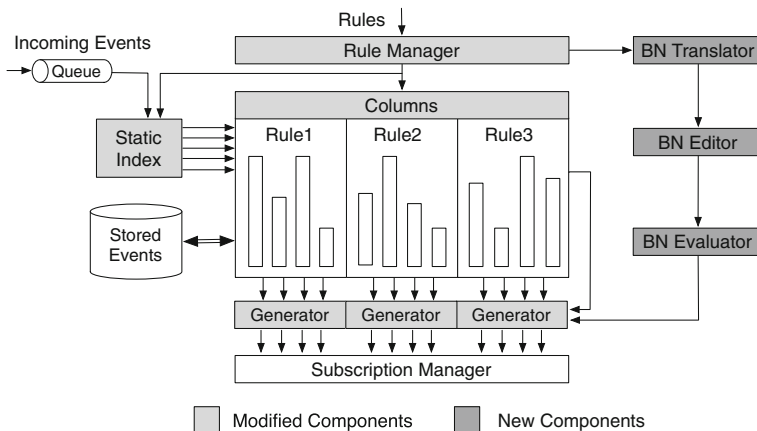 Rules
Incoming Events
Queue
Rule Manager
BN Translator
Columns
Static
Index
Rule1
Rule2
Rule3
BN Editor
Stored
Events
BN Evaluator
Generator
Generator
Generator
Subscription Manager
Modified Components
New Components